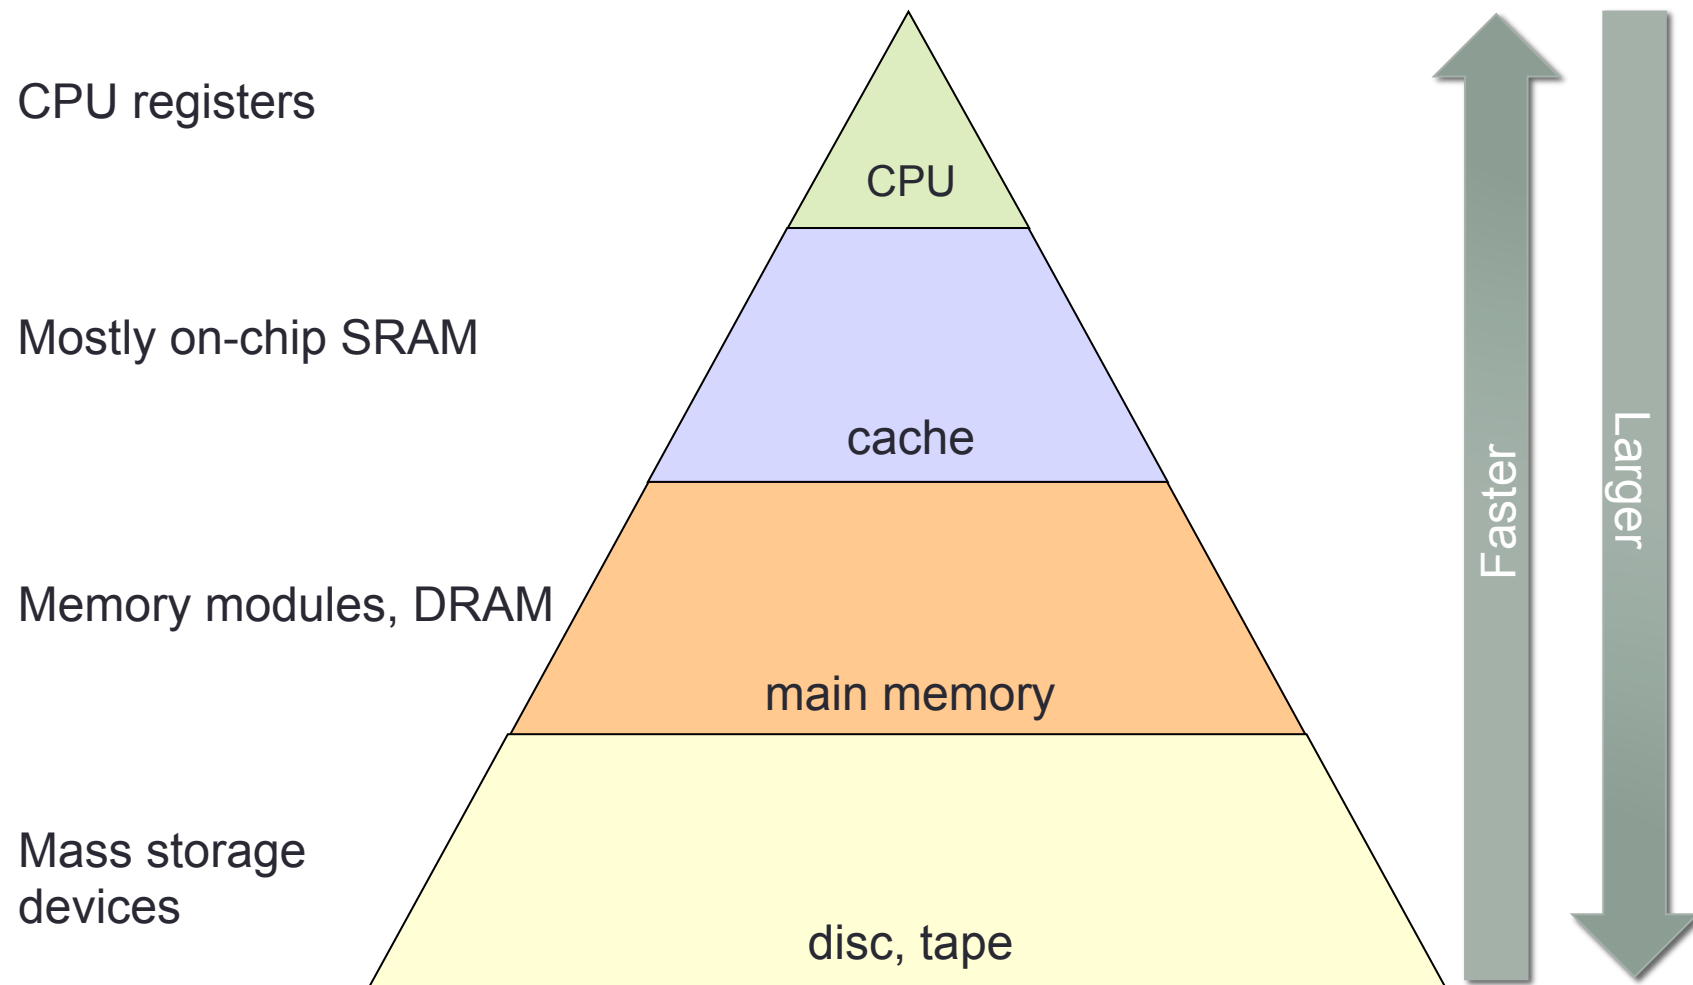 CPU registers
CPU
Mostly on-chip SRAM
cache
Memory modules, DRAM
main memory
Mass storage
devices
disc, tape
Faster
Larger